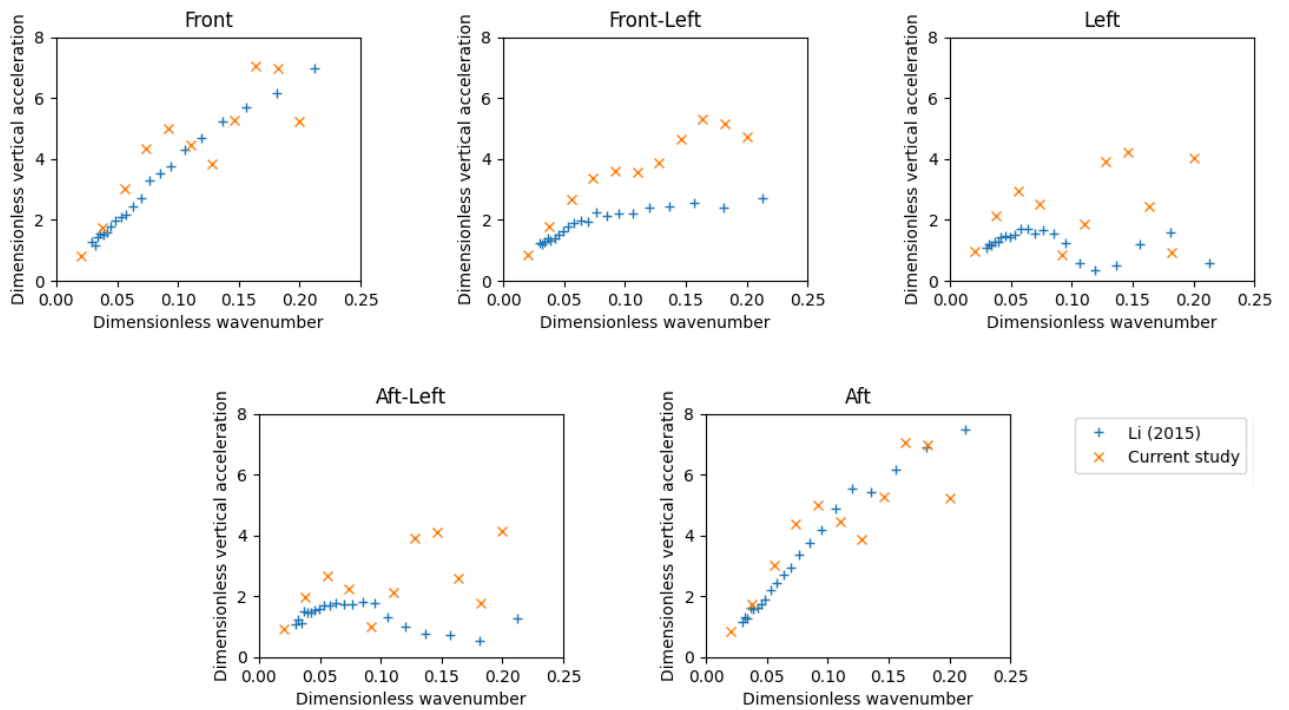 Front
Dimensionless vertical acceleration
8
6
4
2
0
0.00 0.05 0.10 0.15 0.20 0.25
Dimensionless wavenumber
Front-Left
Dimensionless vertical acceleration
8
6
4
2
0
0.00 0.05 0.10 0.15 0.20 0.25
Dimensionless wavenumber
Left
Dimensionless vertical acceleration
8
6
4
2
0
0.00 0.05 0.10 0.15 0.20 0.25
Dimensionless wavenumber
Aft-Left
Dimensionless vertical acceleration
8
6
4
2
0
0.00 0.05 0.10 0.15 0.20 0.25
Dimensionless wavenumber
Aft
Dimensionless vertical acceleration
8
6
4
2
0
0.00 0.05 0.10 0.15 0.20 0.25
Dimensionless wavenumber
Li (2015)
Current study